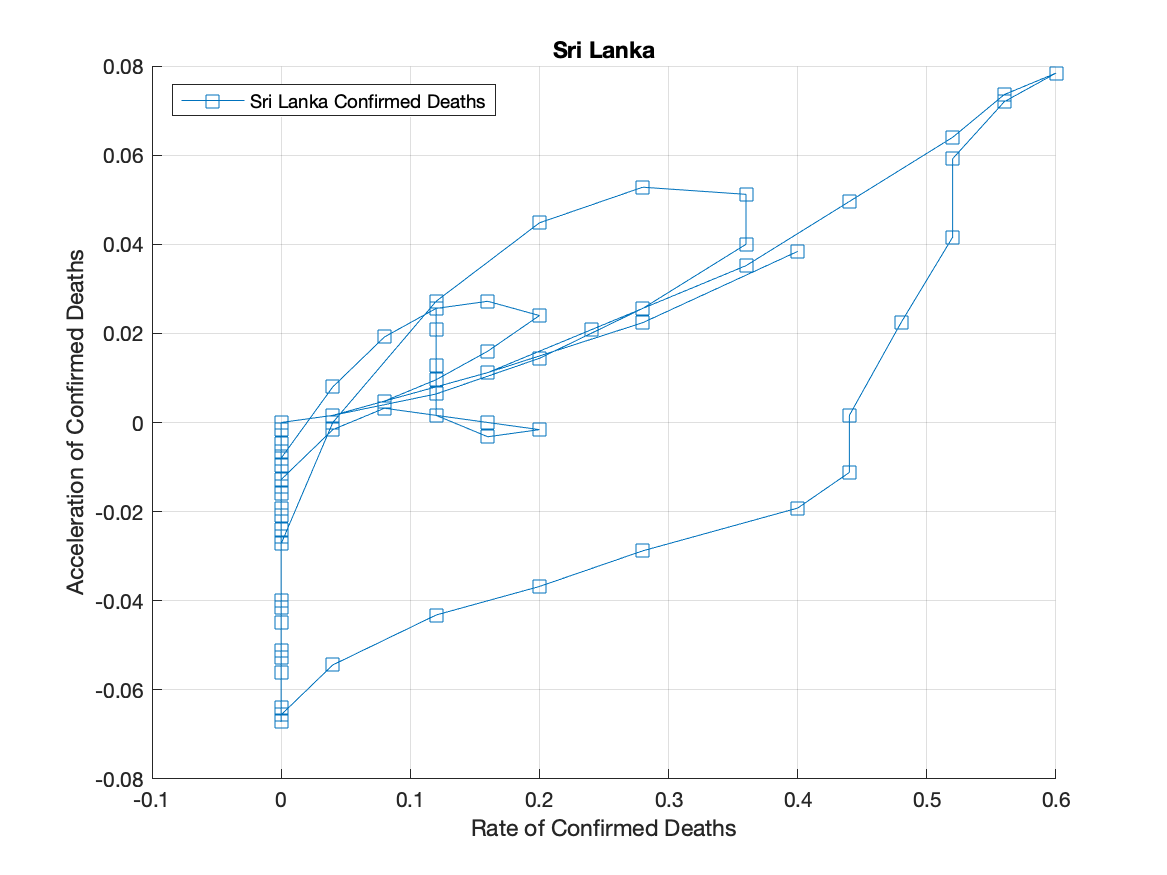 Sri Lanka
Sri Lanka Confirmed Deaths
0.08
0.06
0.04
0.02
0
-0.02
-0.04
-0.06
-0.08
Acceleration of Confirmed Deaths
-0.1 0 0.1 0.2 0.3 0.4 0.5 0.6
Rate of Confirmed Deaths